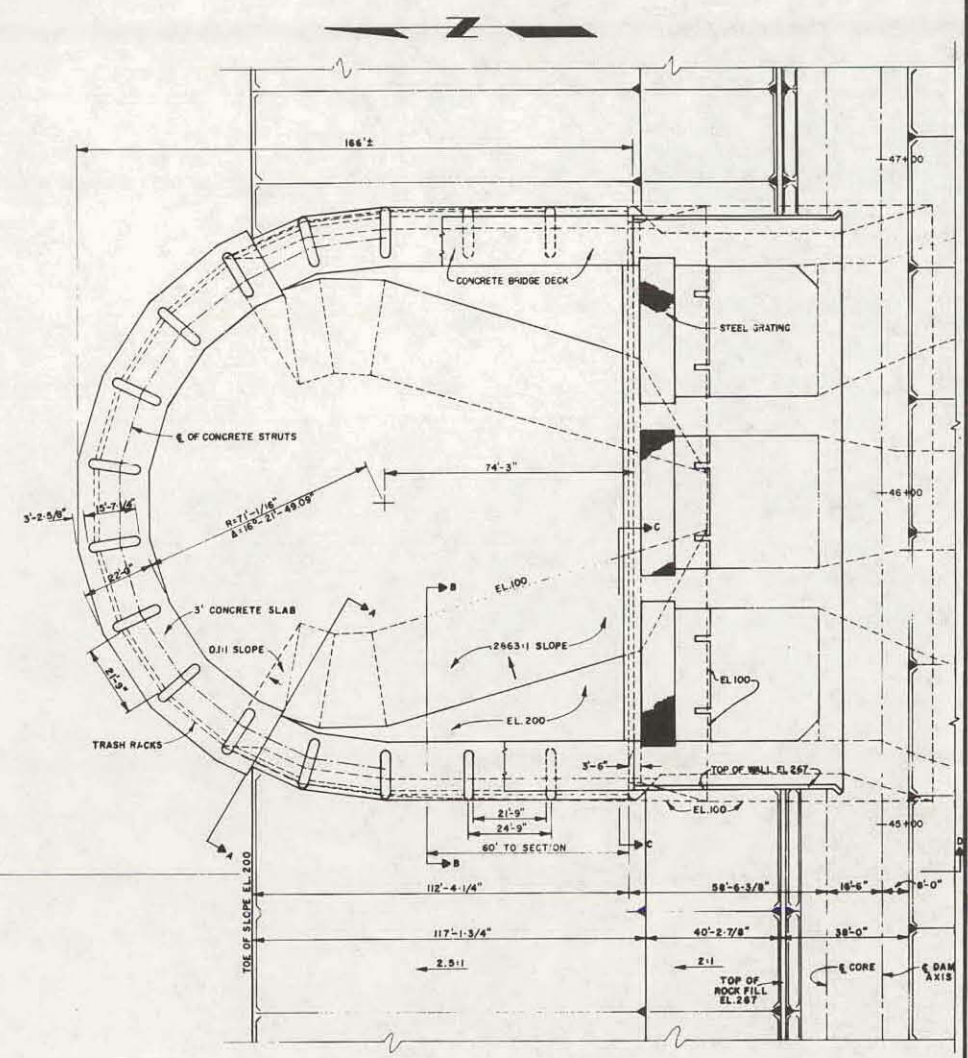 Z
166'±
47+00
CONCRETE BRIDGE DECK
STEEL GRATING
℄ OF CONCRETE STRUTS
74'-3"
46+00
R=71'-1/16"
Δ=16°-21'-49.09"
3'-2-5/8"
15'-7-1/4"
22'-0"
C
B
EL.100
3' CONCRETE SLAB
A
0.1:1 SLOPE
.2863:1 SLOPE
21'-9"
EL.100
EL. 200
TRASH RACKS
3'-6"
TOP OF WALL EL.267
EL.100
21'-9"
45+00
24'-9"
60' TO SECTION
C
A
B
D
TOE OF SLOPE EL. 200
112'-4-1/4"
58'-6-3/8"
16'-6"
8'-0"
117'-1-3/4"
40'-2-7/8"
38'-0"
2.5:1
2:1
TOP OF
ROCK FILL
EL.267
℄ CORE
℄ DAM
AXIS